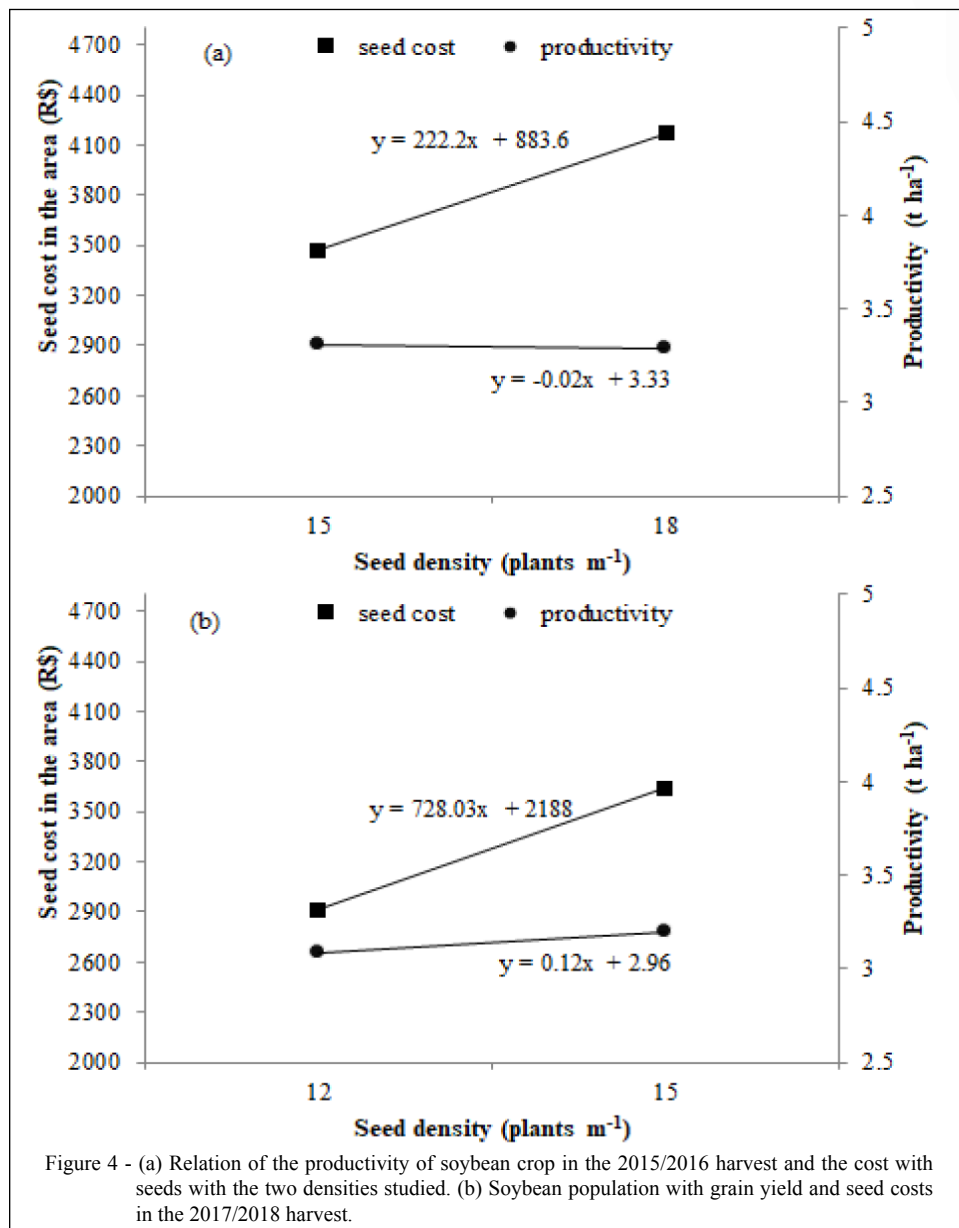 (a)
seed cost
productivity
Seed cost in the area (R$)
4700
4400
4100
3800
3500
3200
2900
2600
2300
2000
y = 222.2x + 883.6
y = -0.02x + 3.33
5
4.5
4
3.5
3
2.5
Productivity (t ha⁻¹)
15
18
Seed density (plants m⁻¹)
(b)
seed cost
productivity
Seed cost in the area (R$)
4700
4400
4100
3800
3500
3200
2900
2600
2300
2000
y = 728.03x + 2188
y = 0.12x + 2.96
5
4.5
4
3.5
3
2.5
Productivity (t ha⁻¹)
12
15
Seed density (plants m⁻¹)
Figure 4 - (a) Relation of the productivity of soybean crop in the 2015/2016 harvest and the cost with
seeds with the two densities studied. (b) Soybean population with grain yield and seed costs
in the 2017/2018 harvest.